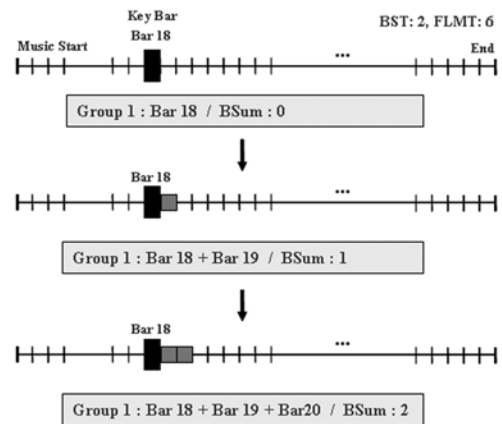 Key Bar
BST: 2, FLMT: 6
Music Start
Bar 18
End
...
Group 1 : Bar 18 / BSum : 0
Bar 18
...
Group 1 : Bar 18 + Bar 19 / BSum : 1
Bar 18
...
Group 1 : Bar 18 + Bar 19 + Bar20 / BSum : 2